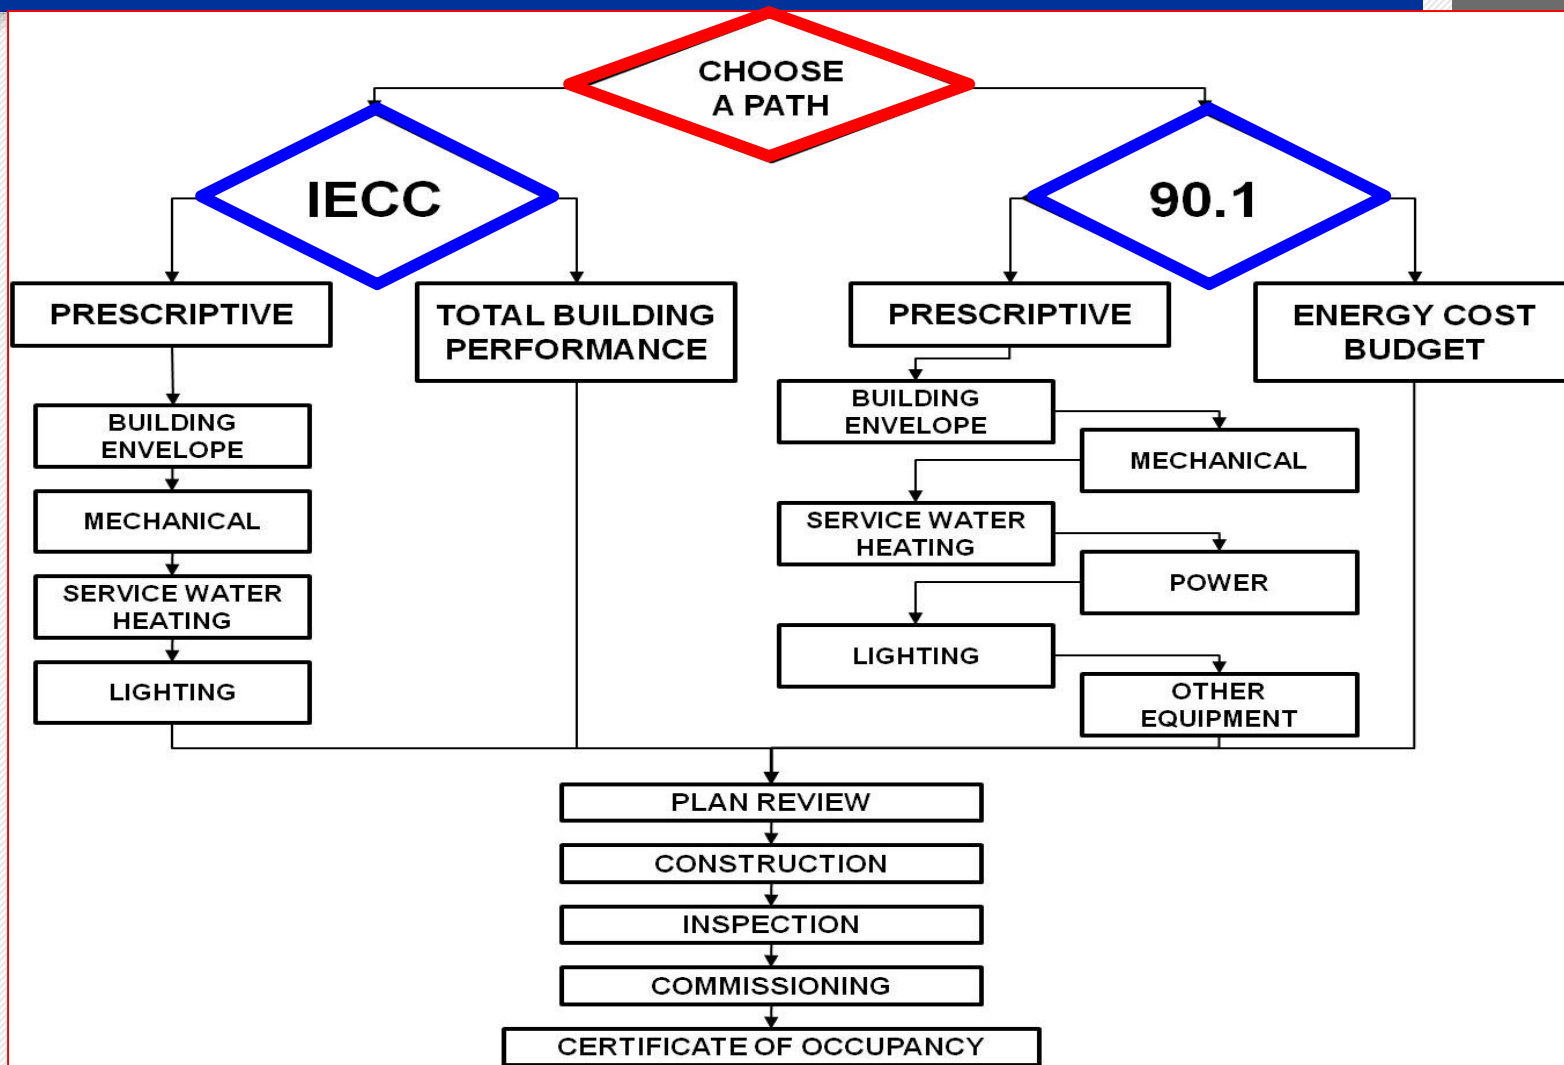 CHOOSE
A PATH
IECC
90.1
PRESCRIPTIVE
TOTAL BUILDING
PERFORMANCE
PRESCRIPTIVE
ENERGY COST
BUDGET
BUILDING
ENVELOPE
MECHANICAL
SERVICE WATER
HEATING
LIGHTING
BUILDING
ENVELOPE
MECHANICAL
SERVICE WATER
HEATING
POWER
LIGHTING
OTHER
EQUIPMENT
PLAN REVIEW
CONSTRUCTION
INSPECTION
COMMISSIONING
CERTIFICATE OF OCCUPANCY